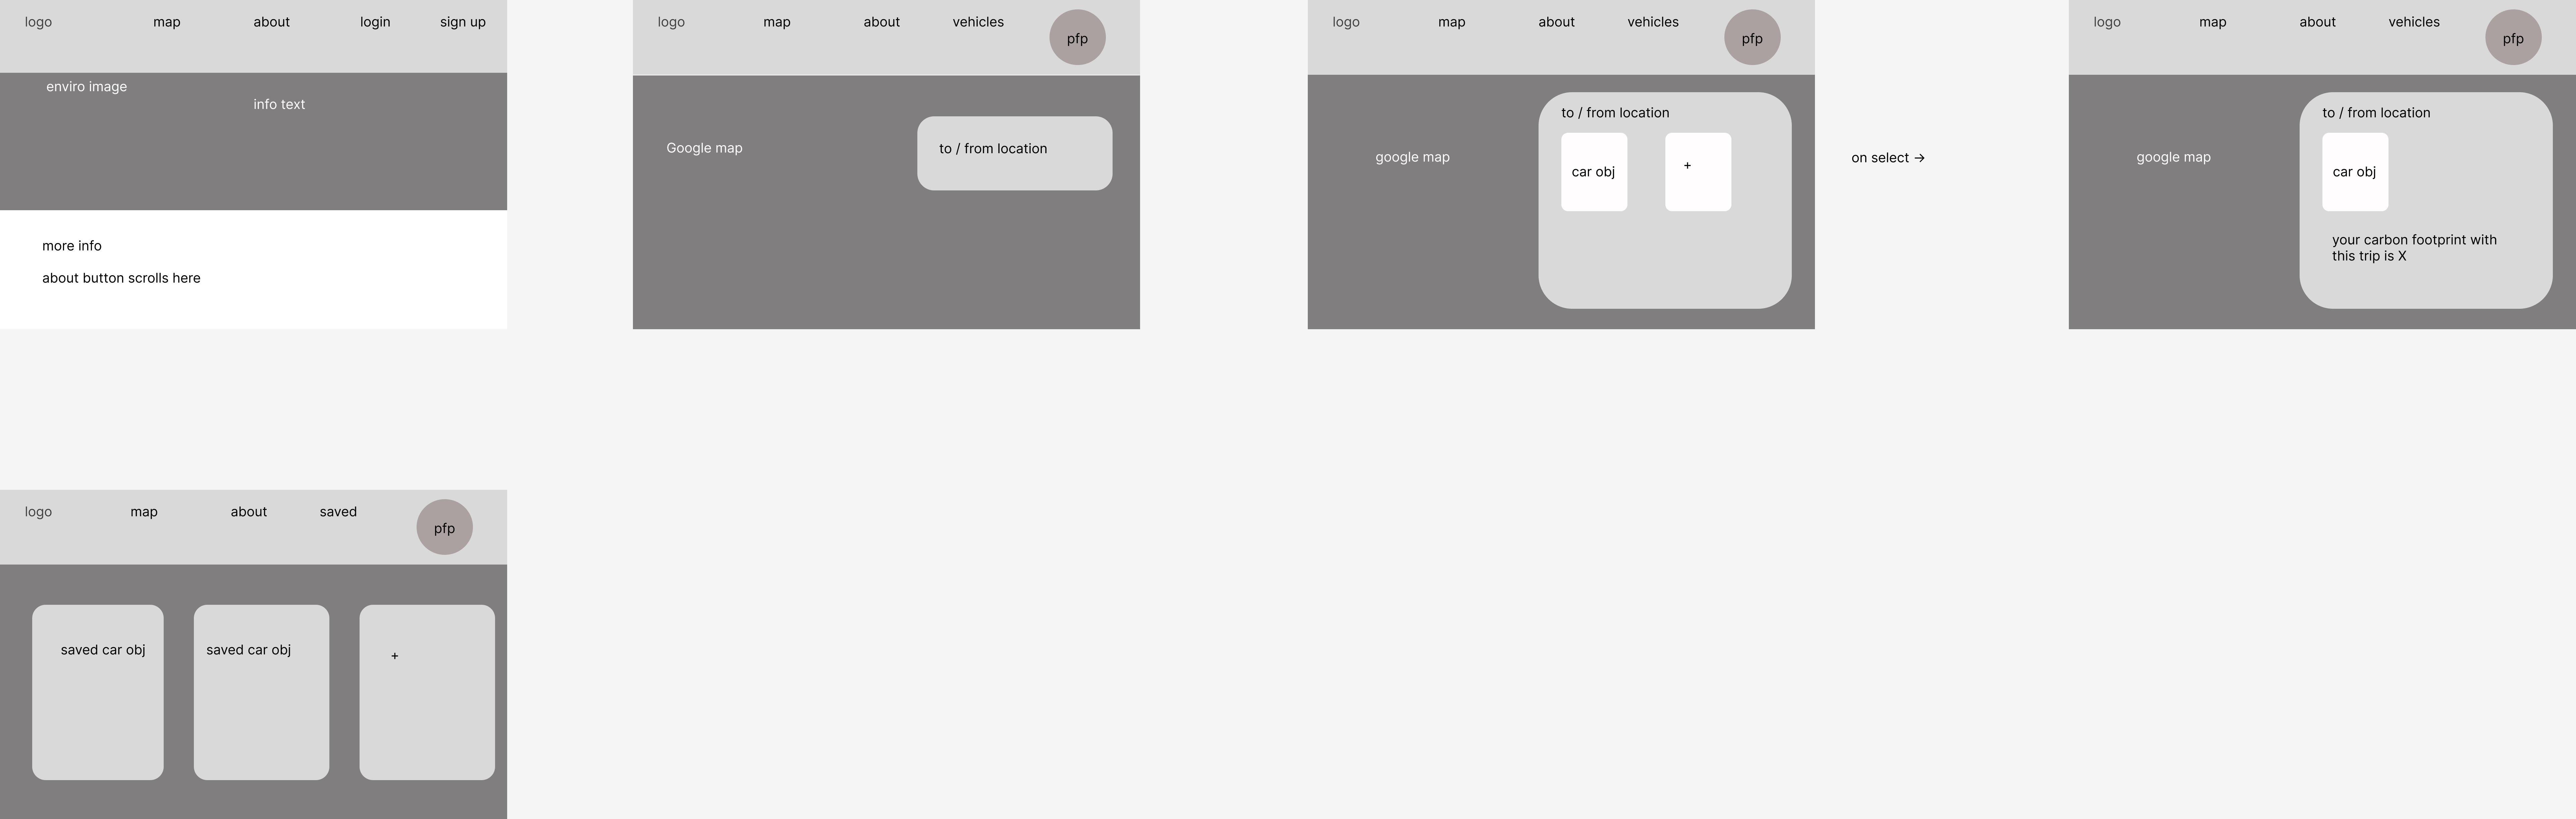 logo
map
about
login
sign up
enviro image
info text
more info
about button scrolls here
logo
map
about
vehicles
pfp
Google map
to / from location
logo
map
about
vehicles
pfp
google map
to / from location
car obj
+
on select →
logo
map
about
vehicles
pfp
google map
to / from location
car obj
your carbon footprint with
this trip is X
logo
map
about
saved
pfp
saved car obj
saved car obj
+